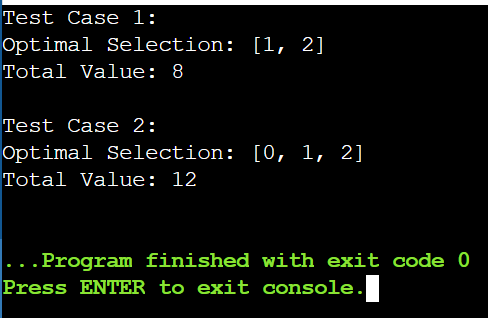 Test Case 1:
Optimal Selection: [1, 2]
Total Value: 8
Test Case 2:
Optimal Selection: [0, 1, 2]
Total Value: 12
...Program finished with exit code 0
Press ENTER to exit console.